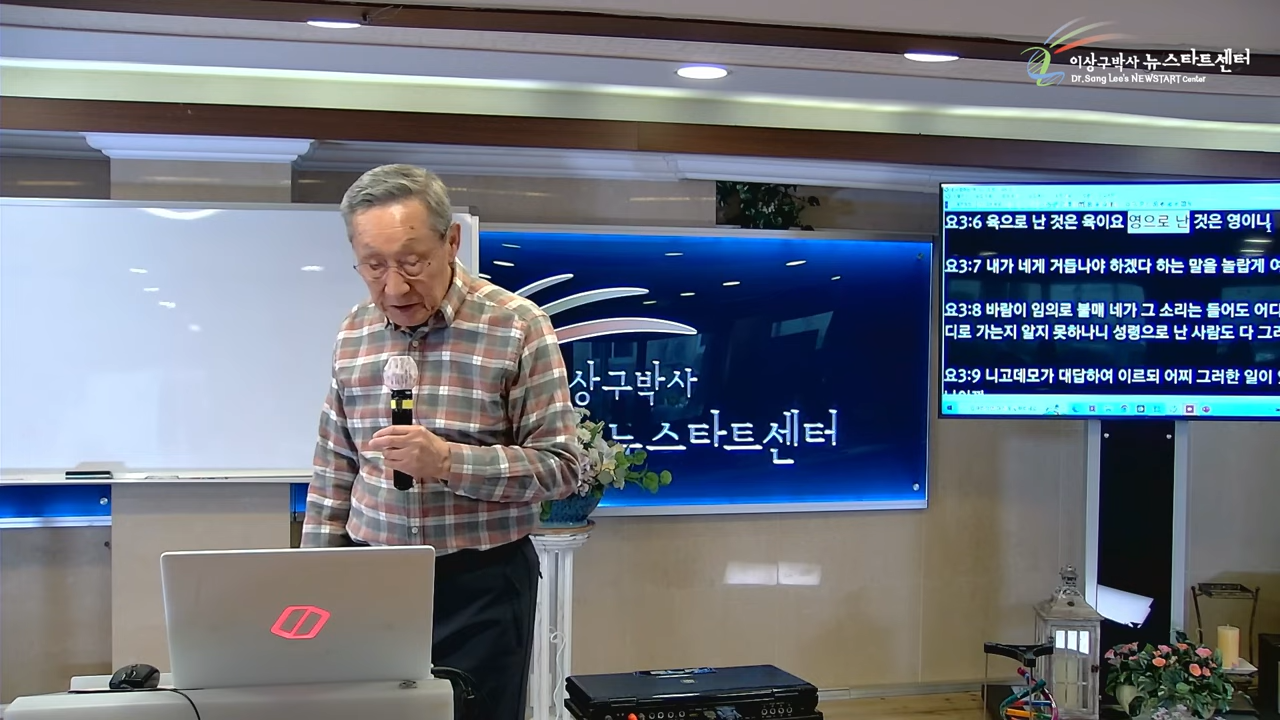 이상구박사 뉴스타트센터
Dr. Sang Lee's NEWSTART Center
요3:6 육으로 난 것은 육이요 영으로 난 것은 영이니
요3:7 내가 네게 거듭나야 하겠다 하는 말을 놀랍게
요3:8 바람이 임의로 불매 네가 그 소리는 들어도 어디
디로 가는지 알지 못하나니 성령으로 난 사람도 다
요3:9 니고데모가 대답하여 이르되 어찌 그러한 일이
상구박사
뉴스타트센터